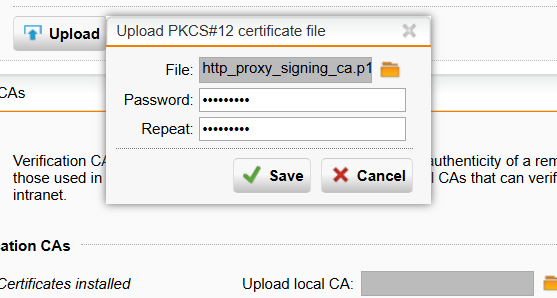 Upload
Upload PKCS#12 certificate file
File: http_proxy_signing_ca.p1
CAs
Password: •••••••••
Repeat: •••••••••
Verification CA authenticity of a rem
those used in l CAs that can verif
intranet.
Save Cancel
ation CAs
Certificates installed Upload local CA: